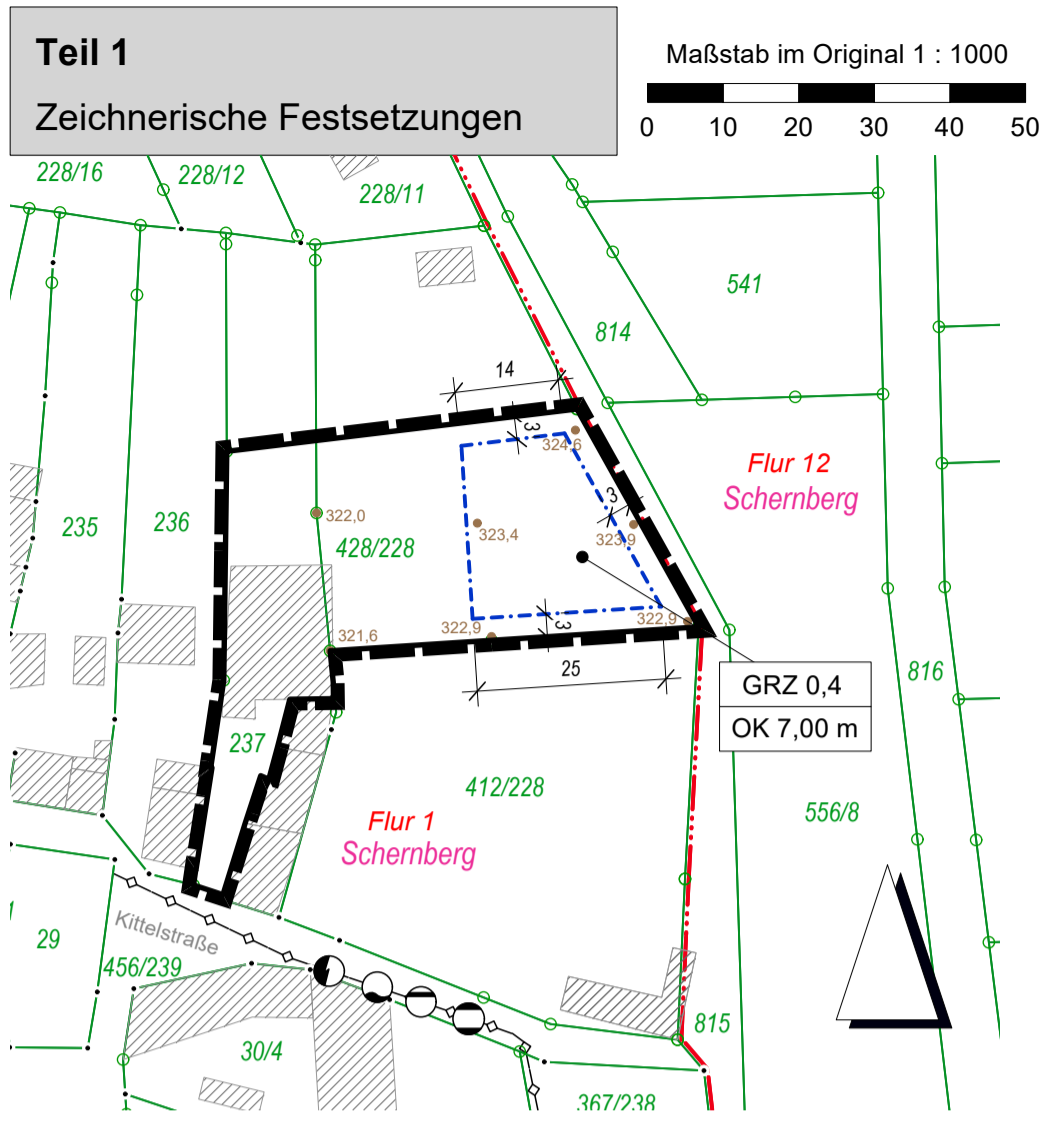 Teil 1
Zeichnerische Festsetzungen
Maßstab im Original 1 : 1000
0 10 20 30 40 50
228/16
228/12
228/11
541
814
14
3
324,6
Flur 12
Schernberg
3
235
236
322,0
428/228
323,4
323,9
321,6
322,9
3
322,9
25
GRZ 0,4
OK 7,00 m
816
237
412/228
556/8
Flur 1
Schernberg
Kittelstraße
29
456/239
30/4
815
367/238